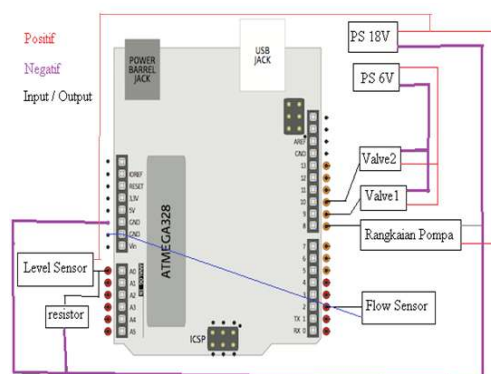 Positif
Negatif
Input / Output
POWER
BARREL
JACK
USB
JACK
PS 18V
PS 6V
Valve2
Valve1
Rangkaian Pompa
Flow Sensor
Level Sensor
resistor
ATMEGA328
ICSP
IOREF
RESET
3,3V
5V
GND
GND
Vin
A0
A1
A2
A3
A4
A5
AREF
GND
13
12
11
10
9
8
7
6
5
4
3
2
TX 1
RX 0